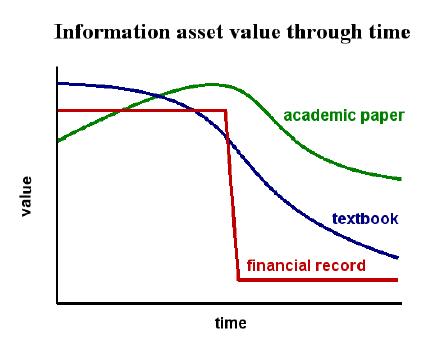 Information asset value through time
academic paper
value
textbook
financial record
time